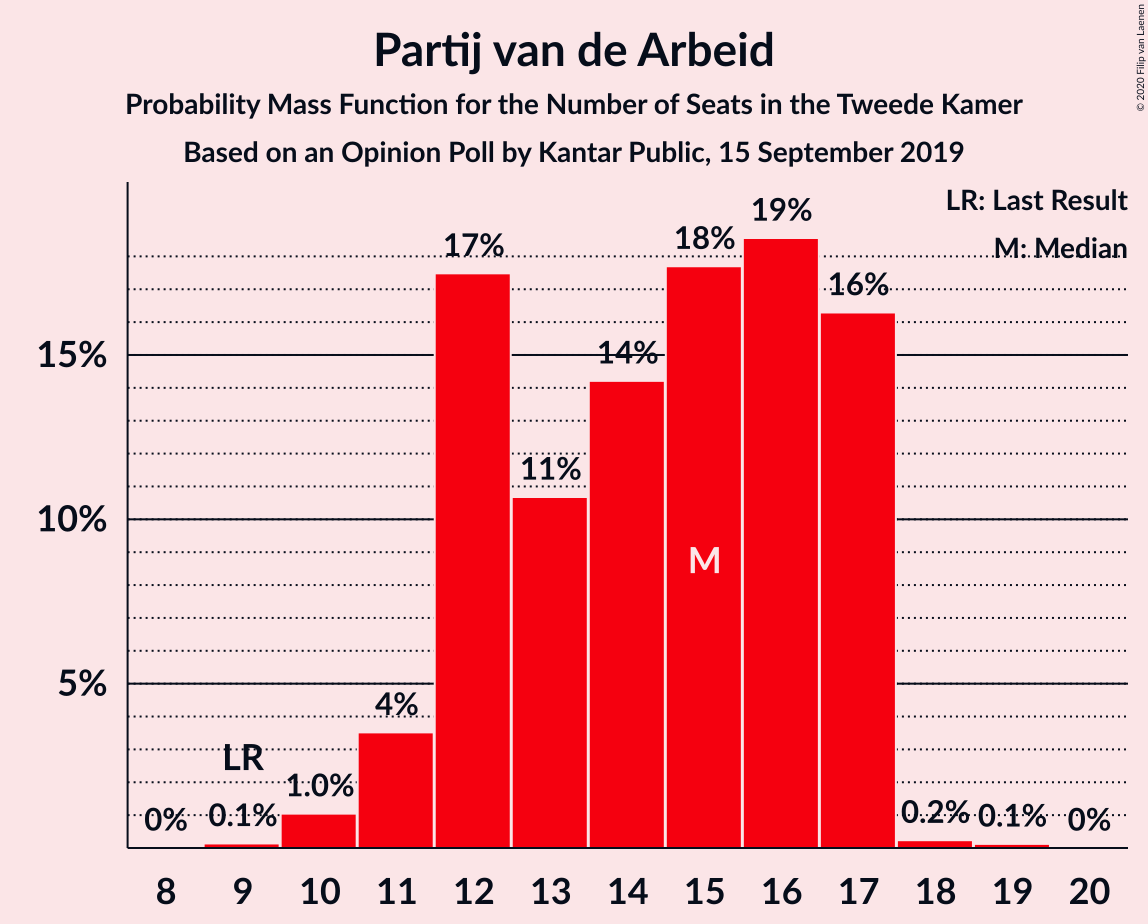 Partij van de Arbeid
Probability Mass Function for the Number of Seats in the Tweede Kamer
Based on an Opinion Poll by Kantar Public, 15 September 2019
© 2020 Filip van Laenen
LR: Last Result
M: Median
15%
10%
5%
0%
0.1%
LR
1.0%
4%
17%
11%
14%
18%
M
19%
16%
0.2%
0.1%
0%
8 9 10 11 12 13 14 15 16 17 18 19 20